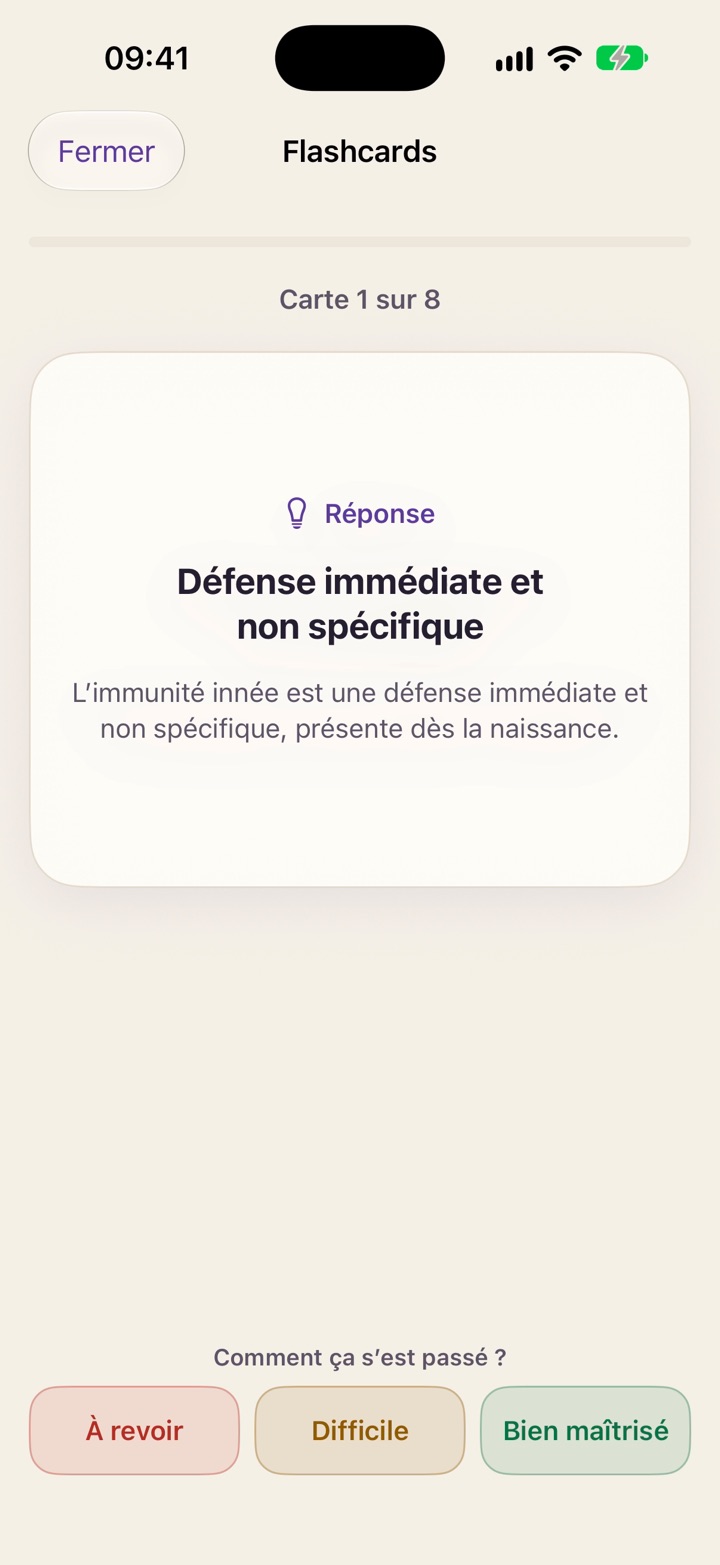 09:41
Fermer
Flashcards
Carte 1 sur 8
Réponse
Défense immédiate et
non spécifique
L’immunité innée est une défense immédiate et
non spécifique, présente dès la naissance.
Comment ça s’est passé ?
À revoir
Difficile
Bien maîtrisé